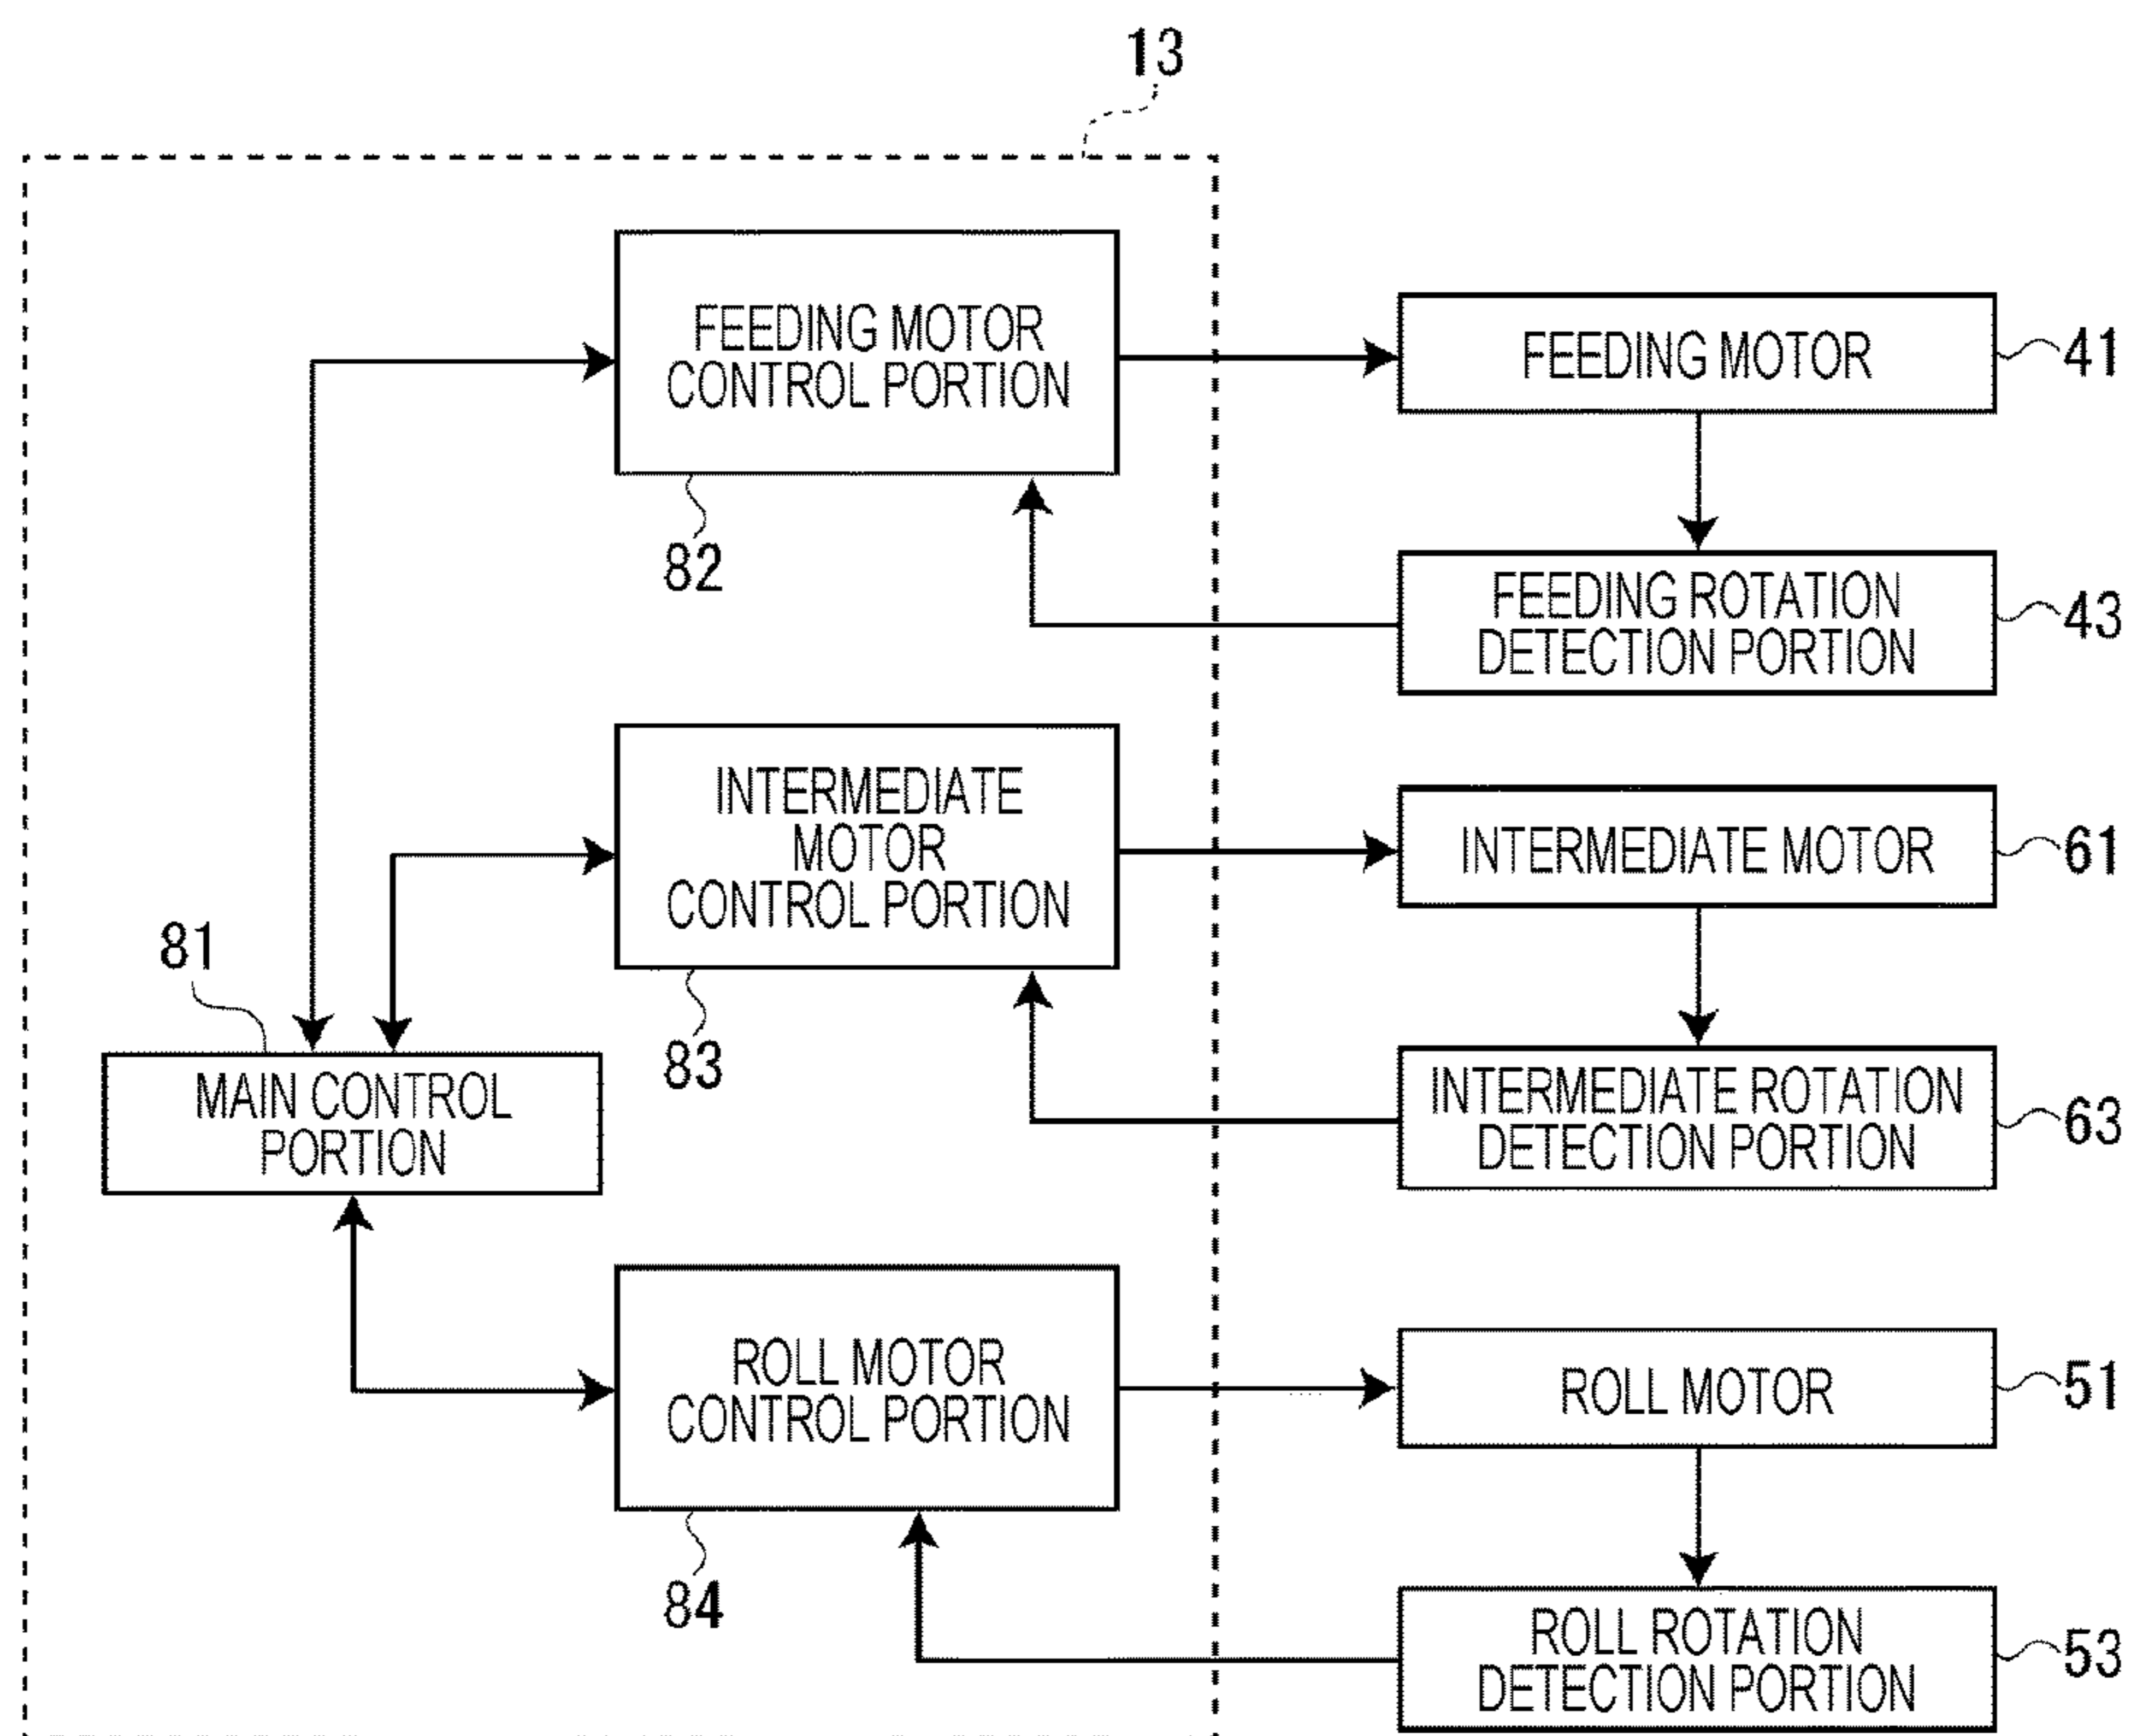 13
FEEDING MOTOR
CONTROL PORTION
82
FEEDING MOTOR
41
FEEDING ROTATION
DETECTION PORTION
43
INTERMEDIATE
MOTOR
CONTROL PORTION
83
INTERMEDIATE MOTOR
61
INTERMEDIATE ROTATION
DETECTION PORTION
63
81
MAIN CONTROL
PORTION
ROLL MOTOR
CONTROL PORTION
84
ROLL MOTOR
51
ROLL ROTATION
DETECTION PORTION
53